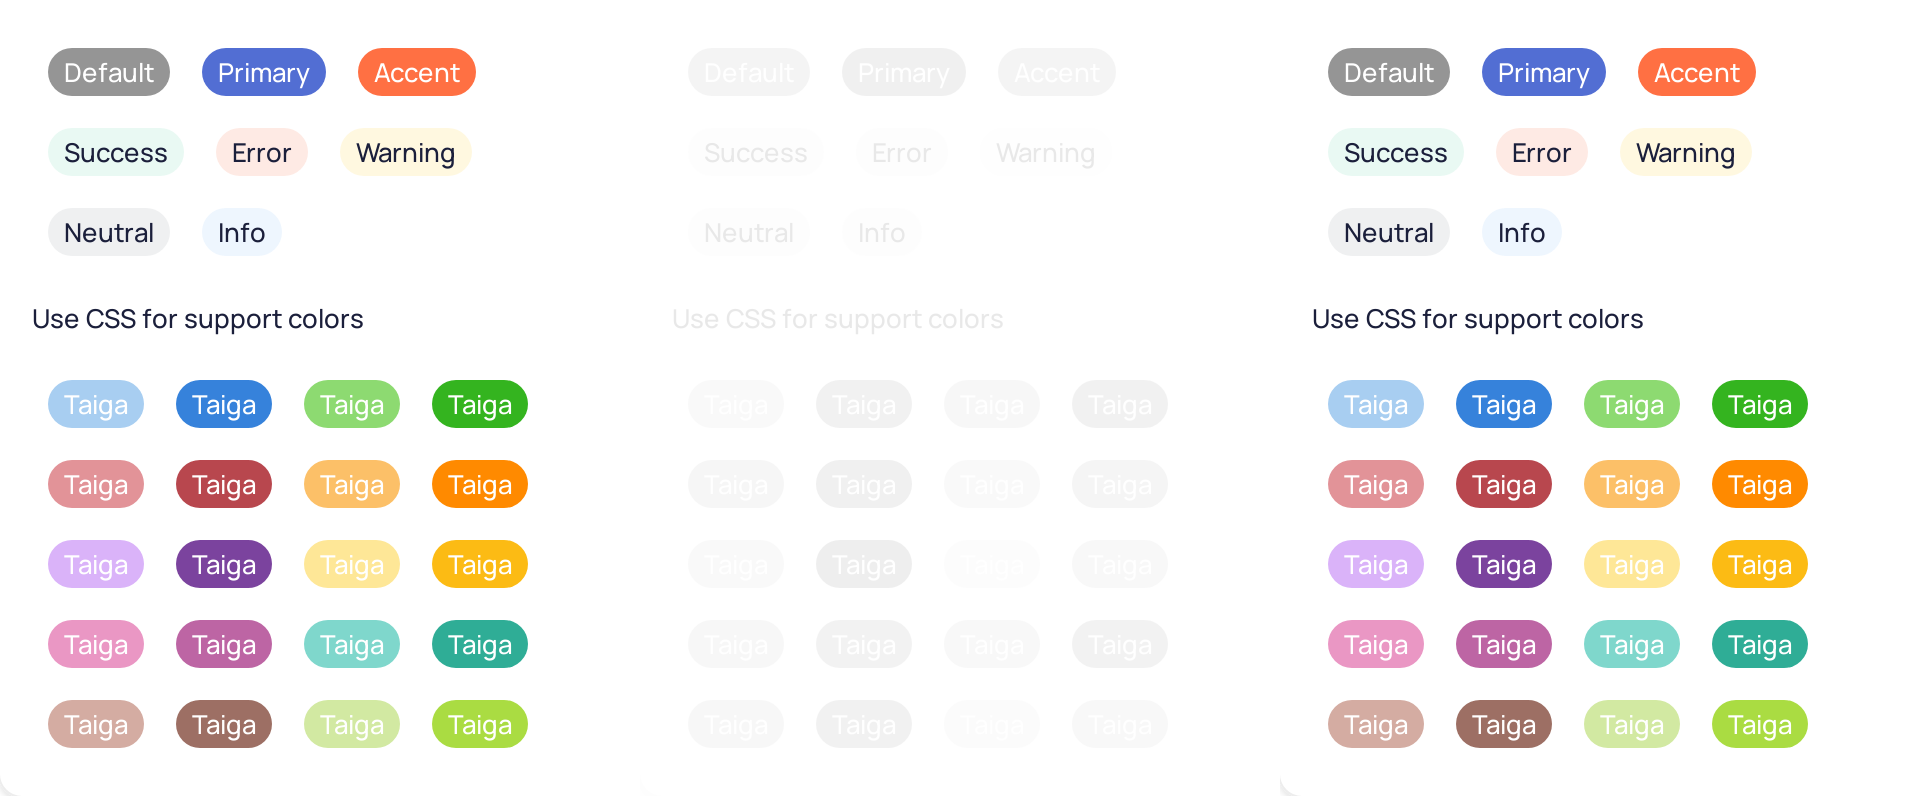 Default Primary Accent Default Primary Accent Default Primary Accent
Success Error Warning Success Error Warning Success Error Warning
Neutral Info Neutral Info Neutral Info
Use CSS for support colors Use CSS for support colors Use CSS for support colors
Taiga Taiga Taiga Taiga Taiga Taiga Taiga Taiga Taiga Taiga Taiga Taiga
Taiga Taiga Taiga Taiga Taiga Taiga Taiga Taiga Taiga Taiga Taiga Taiga
Taiga Taiga Taiga Taiga Taiga Taiga Taiga Taiga Taiga Taiga Taiga Taiga
Taiga Taiga Taiga Taiga Taiga Taiga Taiga Taiga Taiga Taiga Taiga Taiga
Taiga Taiga Taiga Taiga Taiga Taiga Taiga Taiga Taiga Taiga Taiga Taiga